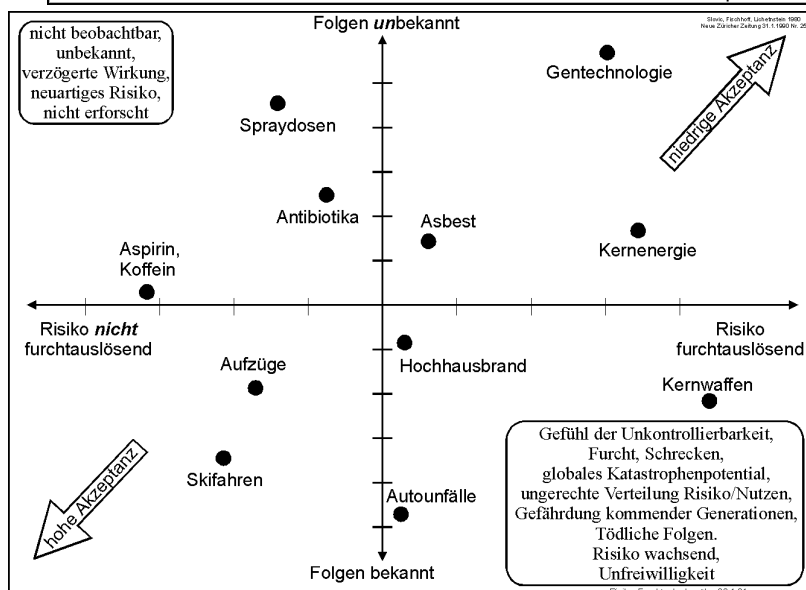 Folgen unbekannt
Slovic, Fischhoff, Lichetnstein 1980
Neue Züricher Zeitung 31.1.1990 Nr. 25
nicht beobachtbar,
unbekannt,
verzögerte Wirkung,
neuartiges Risiko,
nicht erforscht
Gentechnologie
niedrige Akzeptanz
Spraydosen
Antibiotika
Asbest
Kernenergie
Aspirin,
Koffein
Risiko nicht
furchtauslösend
Risiko
furchtauslösend
Aufzüge
Hochhausbrand
Kernwaffen
hohe Akzeptanz
Skifahren
Autounfälle
Gefühl der Unkontrollierbarkeit,
Furcht, Schrecken,
globales Katastrophenpotential,
ungerechte Verteilung Risiko/Nutzen,
Gefährdung kommender Generationen,
Tödliche Folgen.
Risiko wachsend,
Unfreiwilligkeit
Folgen bekannt